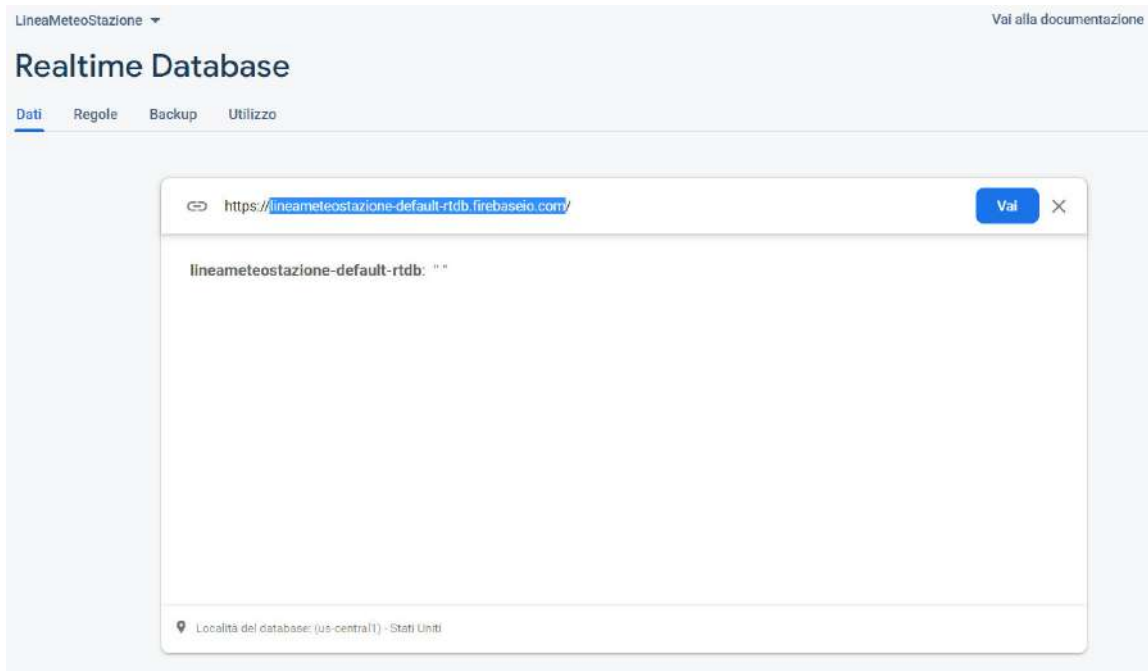 LineaMeteoStazione
Vai alla documentazione
Realtime Database
Dati Regole Backup Utilizzo
https://lineameteostazione-default-rtdb.firebaseio.com/
Vai
lineameteostazione-default-rtdb: " "
Località del database: (us-central1) - Stati Uniti